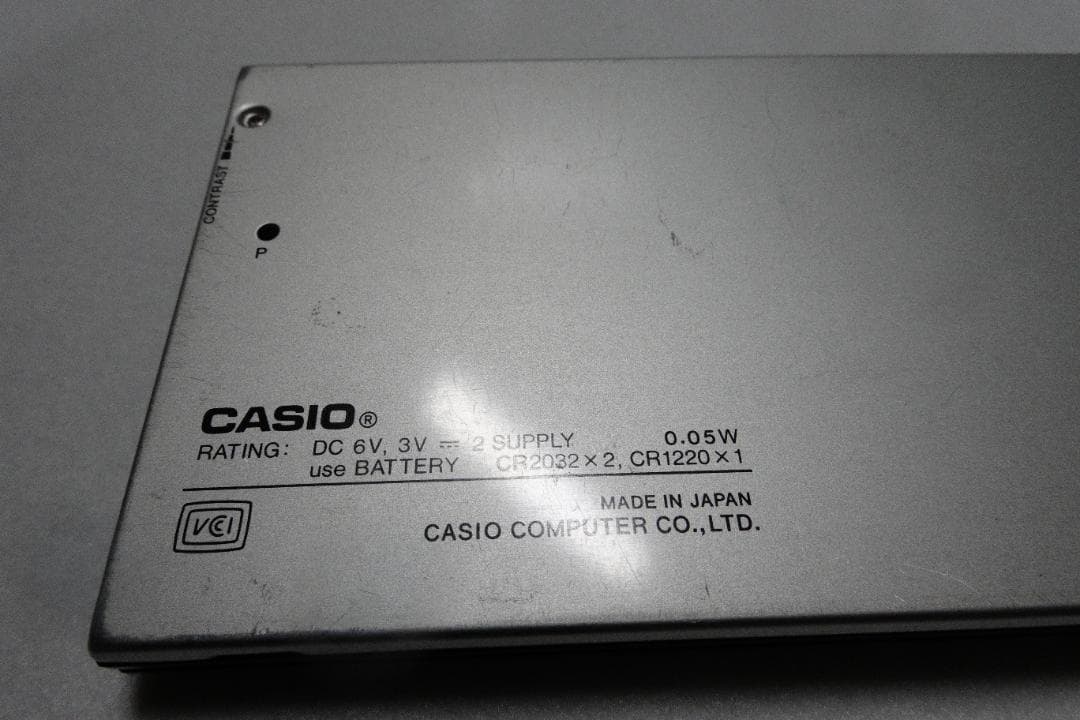 CONTRAST
P
CASIO®
RATING: DC 6V, 3V ⎓ 2 SUPPLY 0.05W
use BATTERY CR2032×2, CR1220×1
VCI
MADE IN JAPAN
CASIO COMPUTER CO.,LTD.